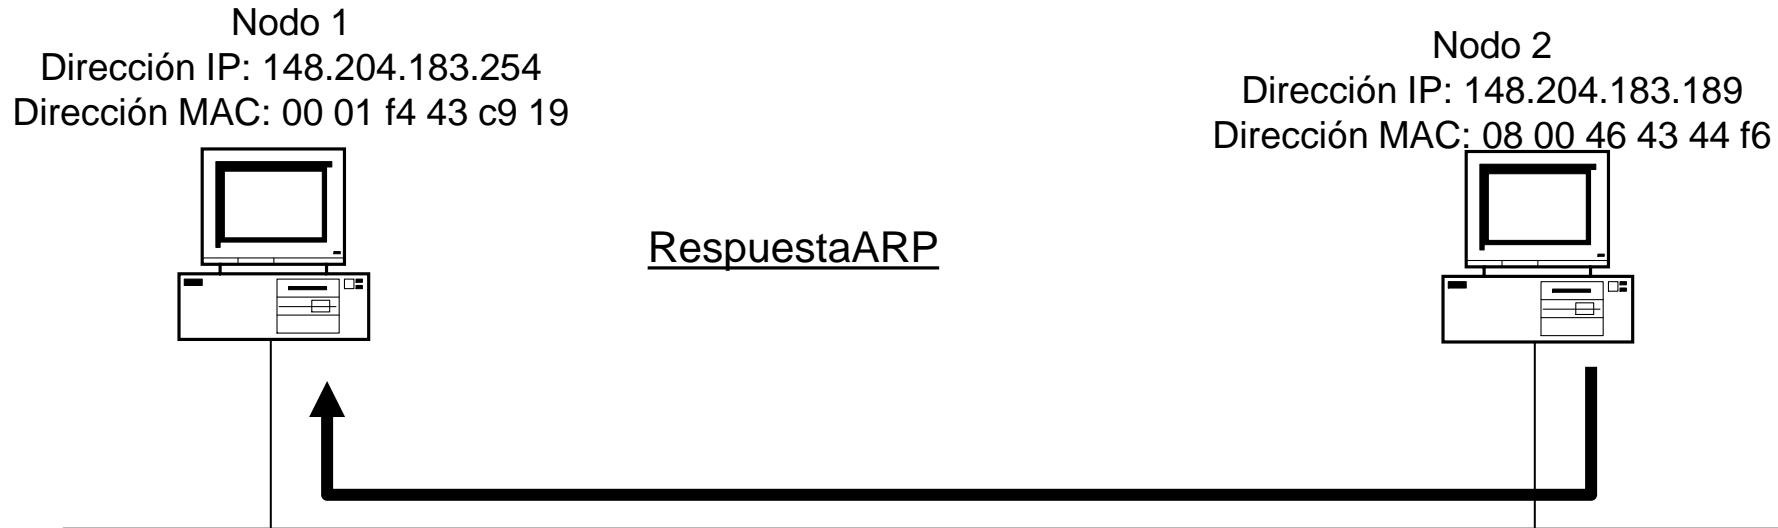 Nodo 1
Dirección IP: 148.204.183.254
Dirección MAC: 00 01 f4 43 c9 19
Nodo 2
Dirección IP: 148.204.183.189
Dirección MAC: 08 00 46 43 44 f6
RespuestaARP